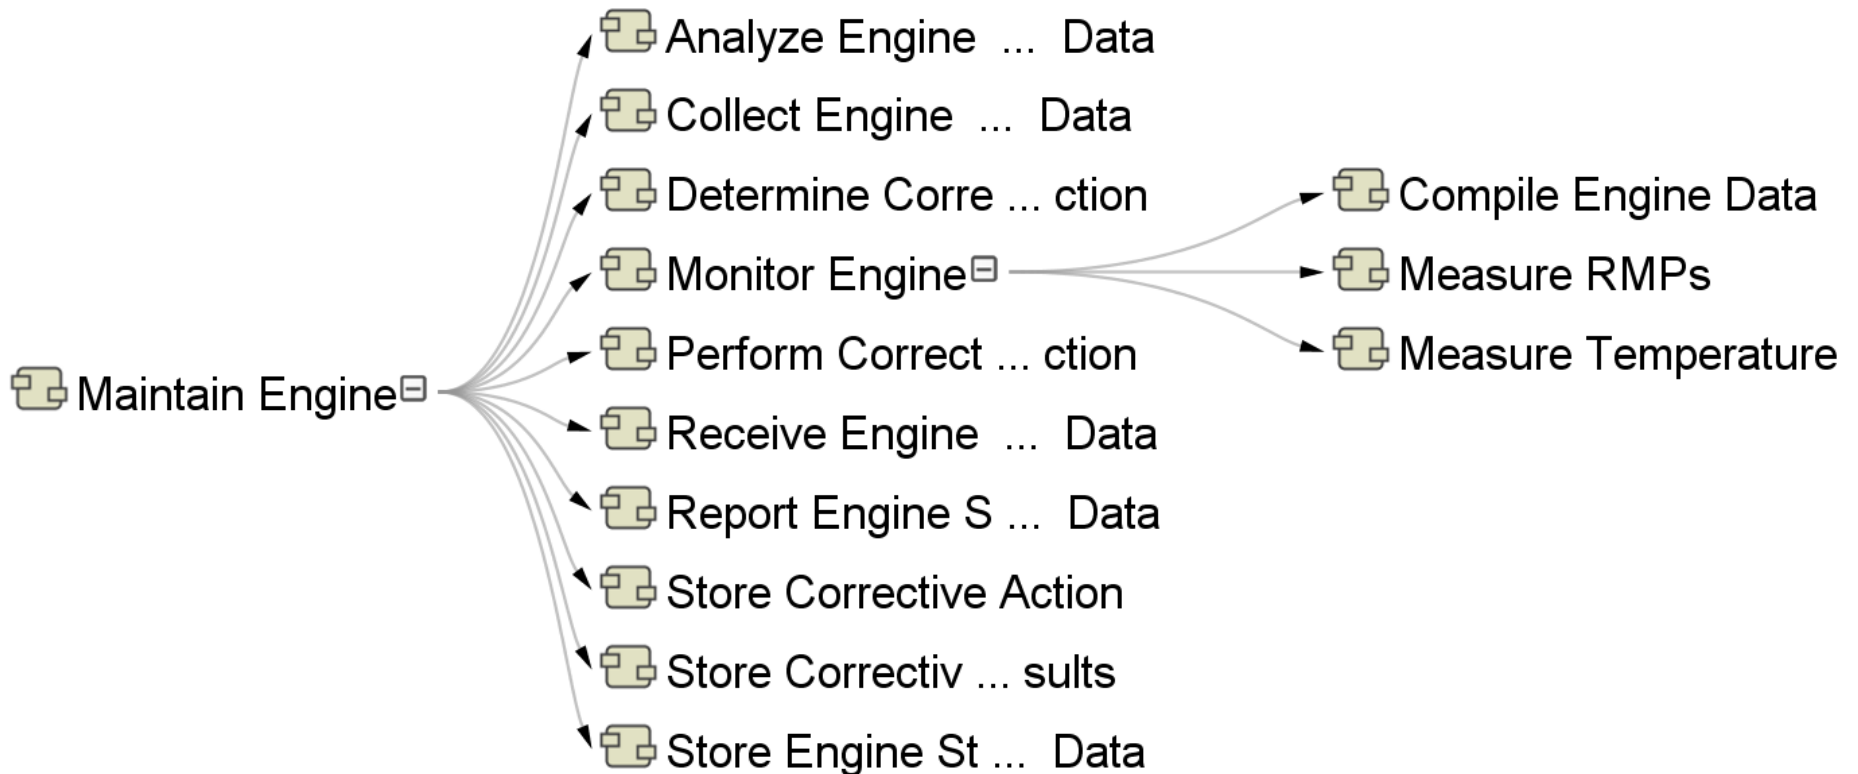 Analyze Engine ... Data
Collect Engine ... Data
Determine Corre ... ction
Compile Engine Data
Monitor Engine
Measure RMPs
Perform Correct ... ction
Measure Temperature
Maintain Engine
Receive Engine ... Data
Report Engine S ... Data
Store Corrective Action
Store Correctiv ... sults
Store Engine St ... Data